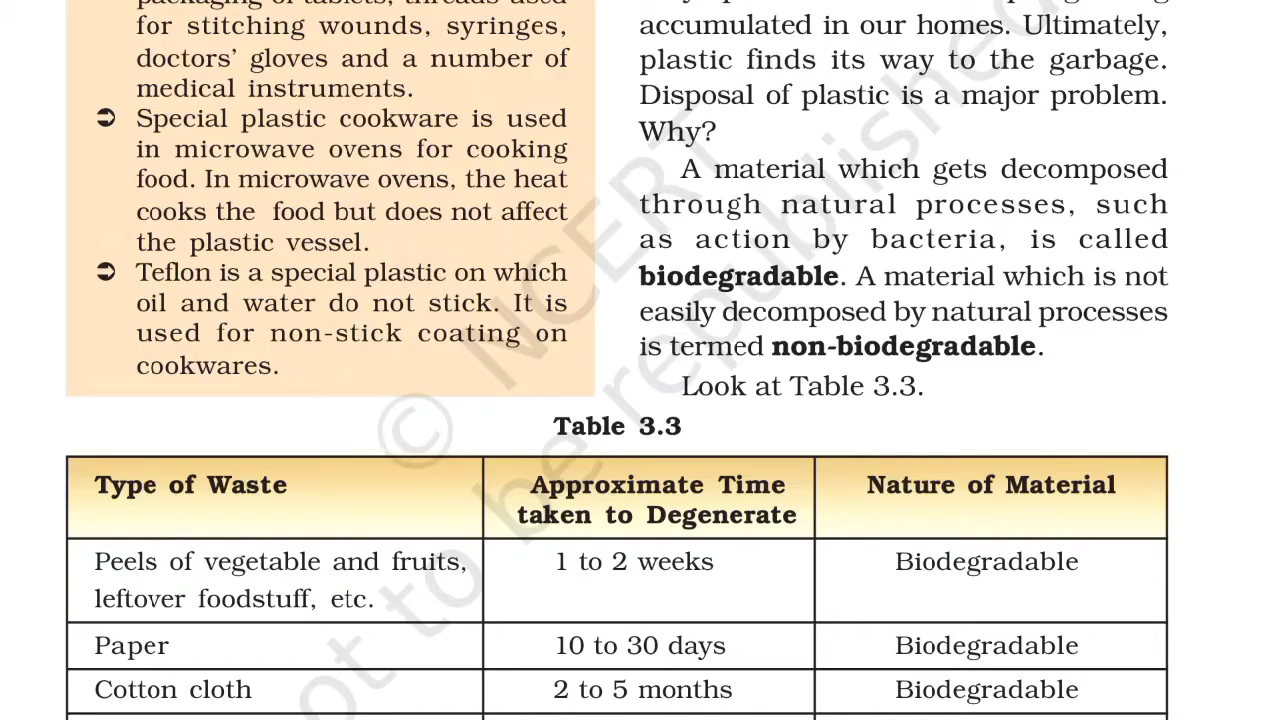 for stitching wounds, syringes,
doctors’ gloves and a number of
medical instruments.
➲ Special plastic cookware is used
in microwave ovens for cooking
food. In microwave ovens, the heat
cooks the food but does not affect
the plastic vessel.
➲ Teflon is a special plastic on which
oil and water do not stick. It is
used for non-stick coating on
cookwares.
accumulated in our homes. Ultimately,
plastic finds its way to the garbage.
Disposal of plastic is a major problem.
Why?
A material which gets decomposed
through natural processes, such
as action by bacteria, is called
biodegradable. A material which is not
easily decomposed by natural processes
is termed non-biodegradable.
Look at Table 3.3.
Table 3.3
Type of Waste
Approximate Time
taken to Degenerate
Nature of Material
Peels of vegetable and fruits,
leftover foodstuff, etc.
1 to 2 weeks
Biodegradable
Paper
10 to 30 days
Biodegradable
Cotton cloth
2 to 5 months
Biodegradable
© NCERT
not to be republished